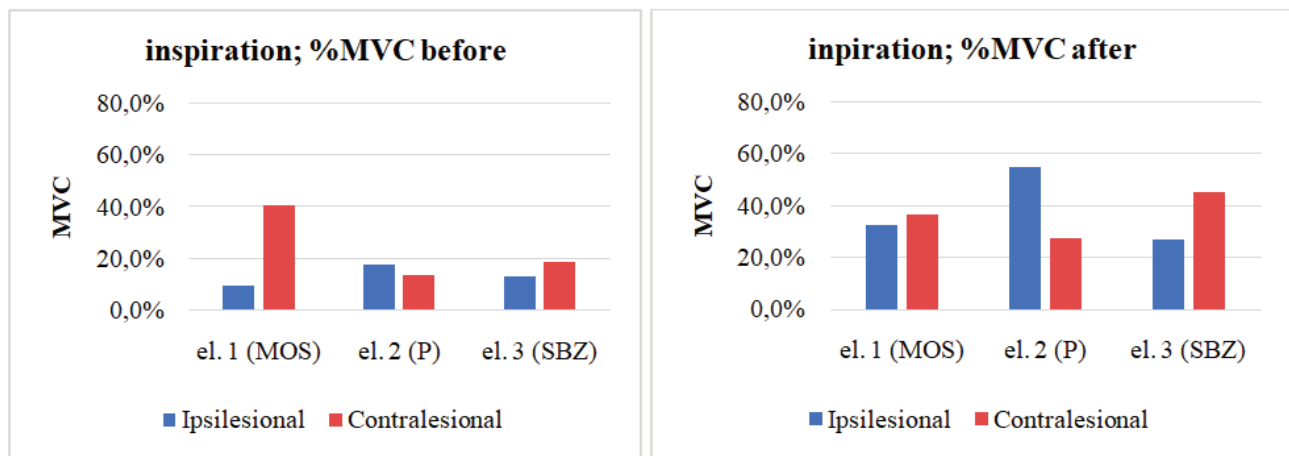 inspiration; %MVC before
80,0%
60,0%
40,0%
20,0%
0,0%
MVC
el. 1 (MOS) el. 2 (P) el. 3 (SBZ)
Ipsilesional Contralesional
inpiration; %MVC after
80,0%
60,0%
40,0%
20,0%
0,0%
MVC
el. 1 (MOS) el. 2 (P) el. 3 (SBZ)
Ipsilesional Contralesional